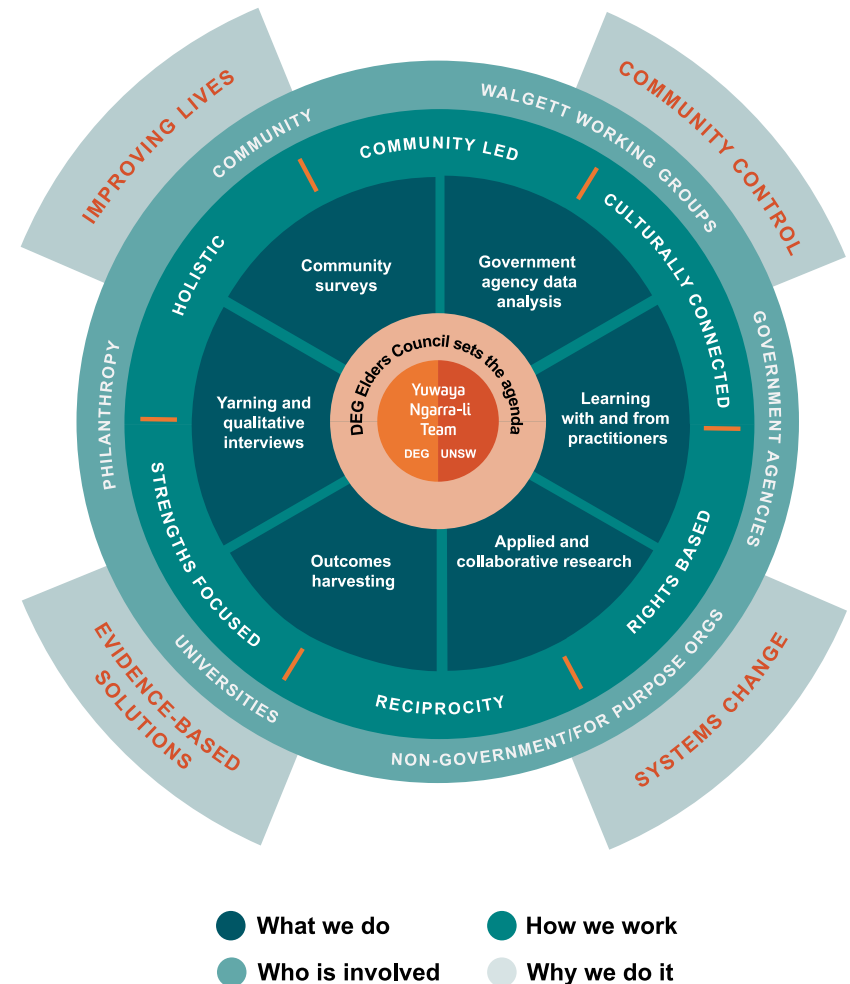 IMPROVING LIVES
COMMUNITY CONTROL
COMMUNITY
WALGETT WORKING GROUPS
GOVERNMENT AGENCIES
NON-GOVERNMENT/FOR PURPOSE ORGS
UNIVERSITIES
PHILANTHROPY
HOLISTIC
COMMUNITY LED
CULTURALLY CONNECTED
RIGHTS BASED
RECIPROCITY
STRENGTHS FOCUSED
Community
surveys
Government
agency data
analysis
Learning
with and from
practitioners
Applied and
collaborative research
Outcomes
harvesting
Yarning and
qualitative
interviews
DEG Elders Council sets the agenda
Yuwaya
Ngarra-li
Team
DEG UNSW
EVIDENCE-BASED
SOLUTIONS
SYSTEMS CHANGE
What we do
How we work
Who is involved
Why we do it